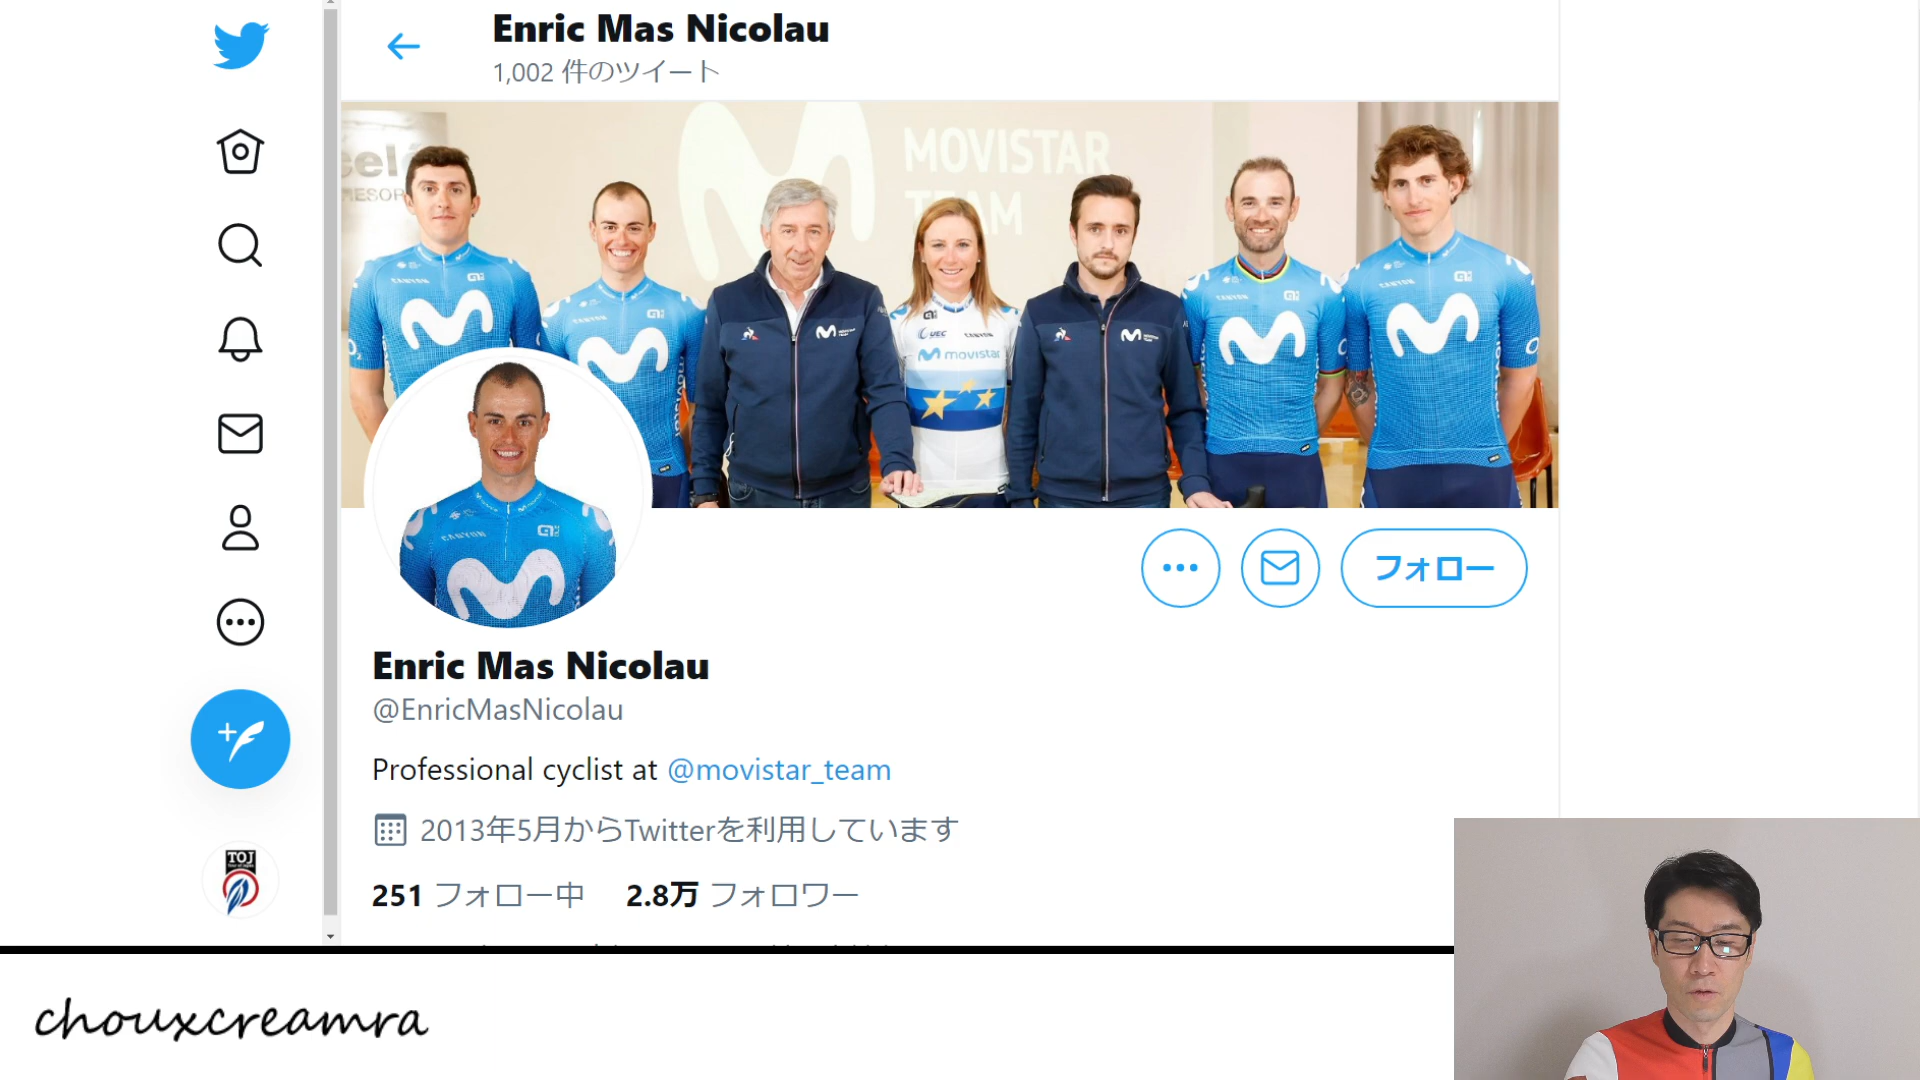 Enric Mas Nicolau
1,002 件のツイート
MOVISTAR
TEAM
CANYON
UEC
movistar
Enric Mas Nicolau
@EnricMasNicolau
Professional cyclist at @movistar_team
2013年5月からTwitterを利用しています
251 フォロー中 2.8万 フォロワー
フォロー
TOJ
chouxcreamra